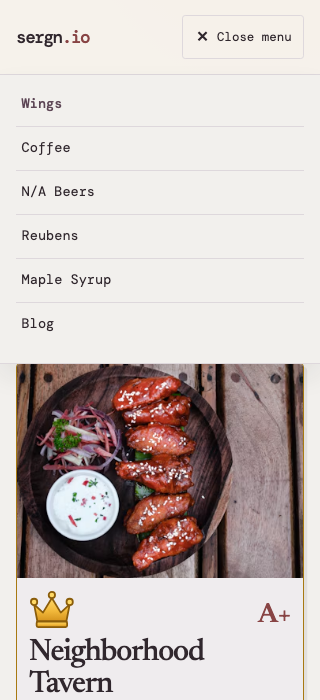 sergn.io
✕ Close menu
Wings
Coffee
N/A Beers
Reubens
Maple Syrup
Blog
A+
Neighborhood
Tavern